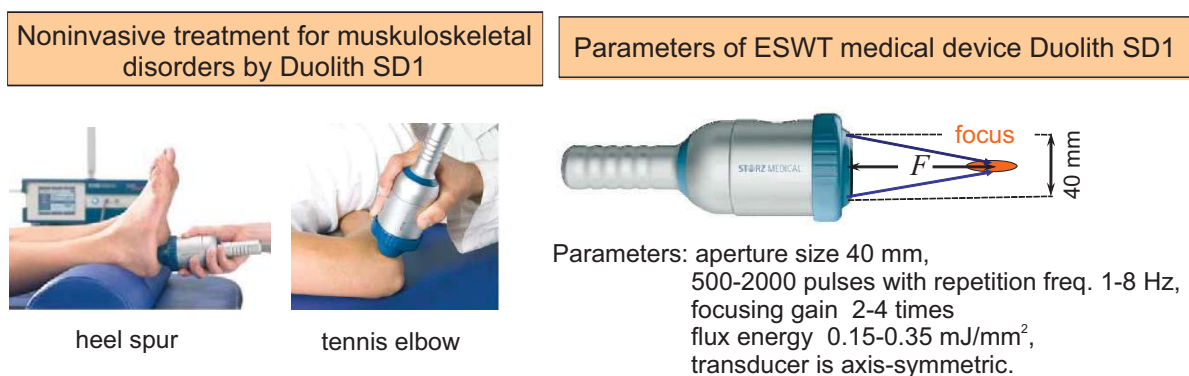 Noninvasive treatment for muskuloskeletal
disorders by Duolith SD1
heel spur
tennis elbow
Parameters of ESWT medical device Duolith SD1
focus
STORZ MEDICAL
F
40 mm
Parameters: aperture size 40 mm,
500-2000 pulses with repetition freq. 1-8 Hz,
focusing gain 2-4 times
flux energy 0.15-0.35 mJ/mm²,
transducer is axis-symmetric.